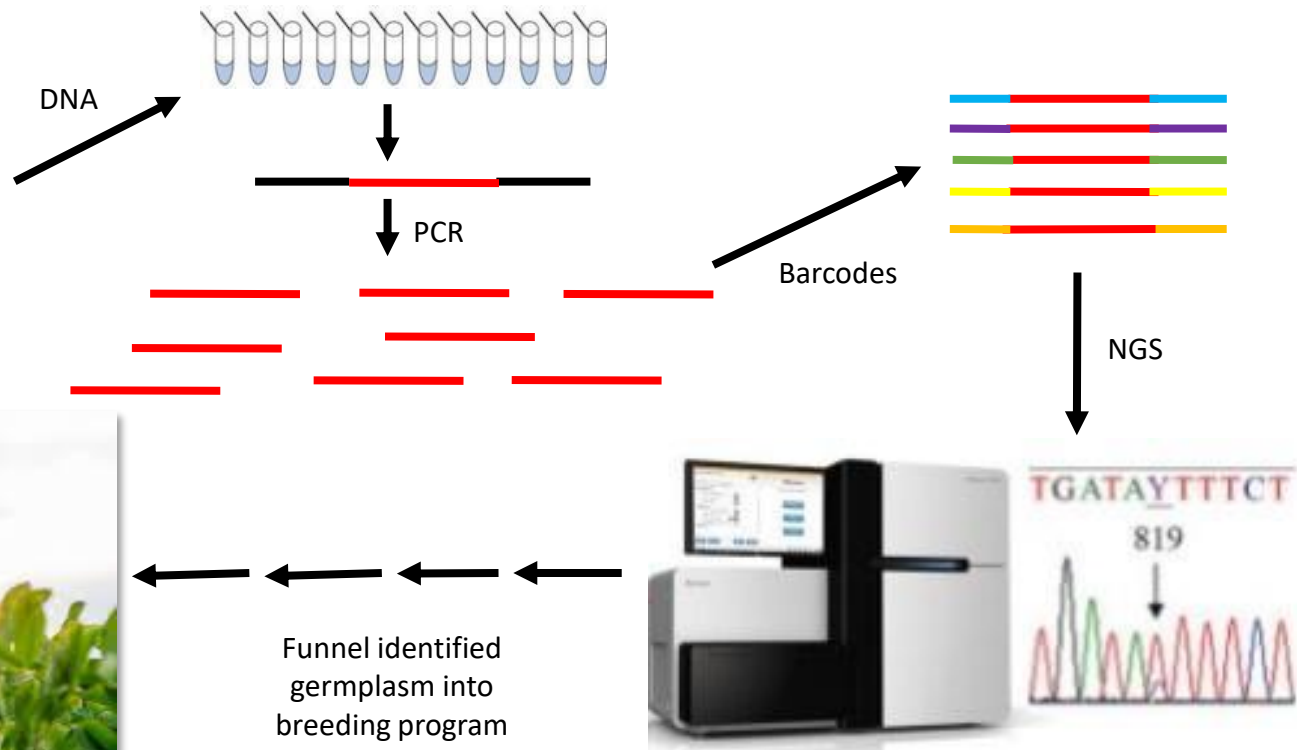 DNA
PCR
Barcodes
NGS
TGATAYTTTCT
819
Funnel identified
germplasm into
breeding program